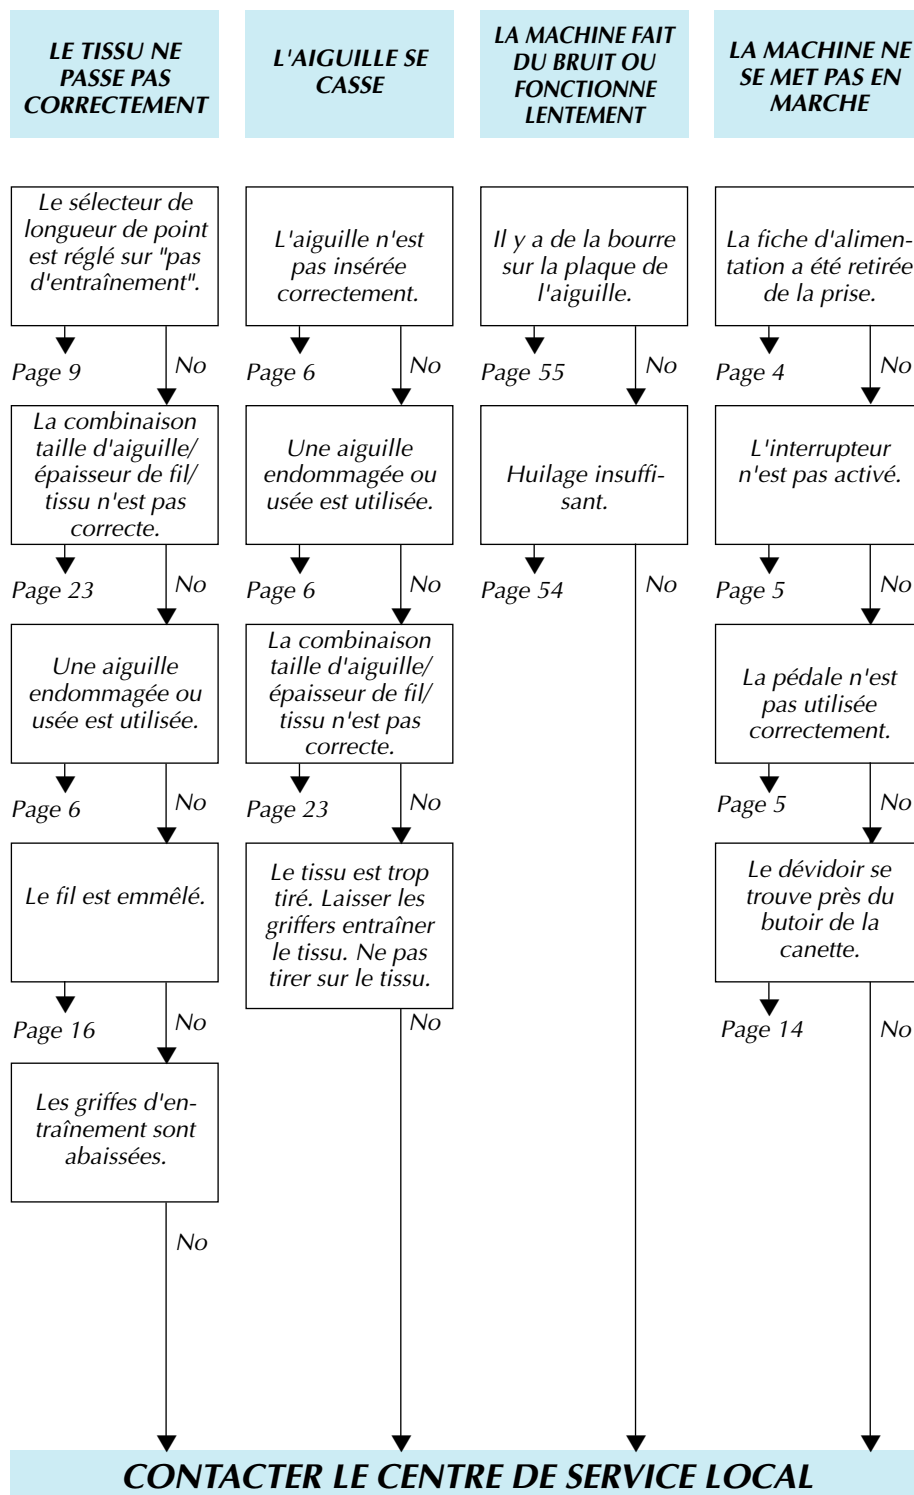 LE TISSU NE
PASSE PAS
CORRECTEMENT
Le sélecteur de
longueur de point
est réglé sur "pas
d'entraînement".
Page 9
No
La combinaison
taille d'aiguille/
épaisseur de fil/
tissu n'est pas
correcte.
Page 23
No
Une aiguille
endommagée ou
usée est utilisée.
Page 6
No
Le fil est emmêlé.
Page 16
No
Les griffes d'en-
traînement sont
abaissées.
No
L'AIGUILLE SE
CASSE
L'aiguille n'est
pas insérée
correctement.
Page 6
No
Une aiguille
endommagée ou
usée est utilisée.
Page 6
No
La combinaison
taille d'aiguille/
épaisseur de fil/
tissu n'est pas
correcte.
Page 23
No
Le tissu est trop
tiré. Laisser les
griffers entraîner
le tissu. Ne pas
tirer sur le tissu.
No
LA MACHINE FAIT
DU BRUIT OU
FONCTIONNE
LENTEMENT
Il y a de la bourre
sur la plaque de
l'aiguille.
Page 55
No
Huilage insuffi-
sant.
Page 54
No
LA MACHINE NE
SE MET PAS EN
MARCHE
La fiche d'alimen-
tation a été retirée
de la prise.
Page 4
No
L'interrupteur
n'est pas activé.
Page 5
No
La pédale n'est
pas utilisée
correctement.
Page 5
No
Le dévidoir se
trouve près du
butoir de la
canette.
Page 14
No
CONTACTER LE CENTRE DE SERVICE LOCAL